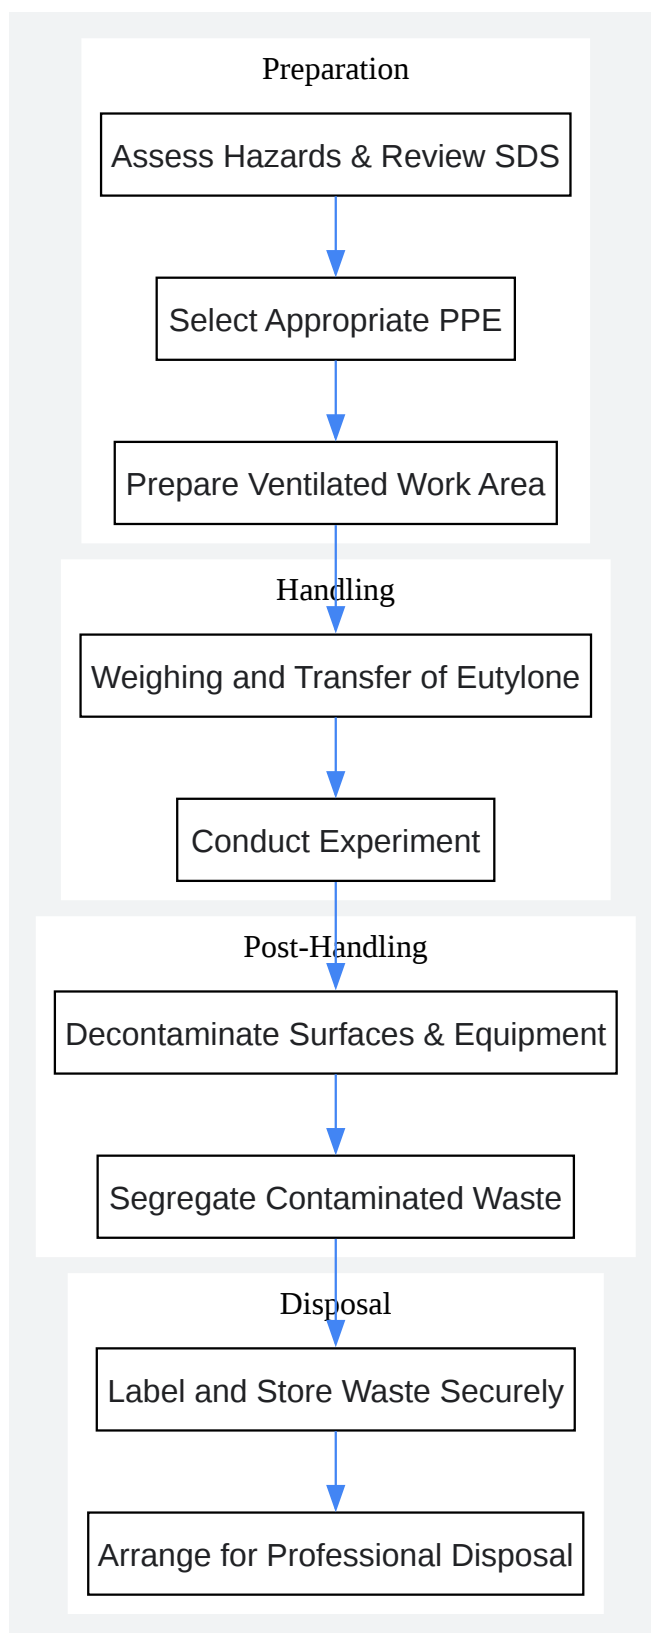 Preparation
Assess Hazards & Review SDS
Select Appropriate PPE
Prepare Ventilated Work Area
Handling
Weighing and Transfer of Eutylone
Conduct Experiment
Post-Handling
Decontaminate Surfaces & Equipment
Segregate Contaminated Waste
Disposal
Label and Store Waste Securely
Arrange for Professional Disposal